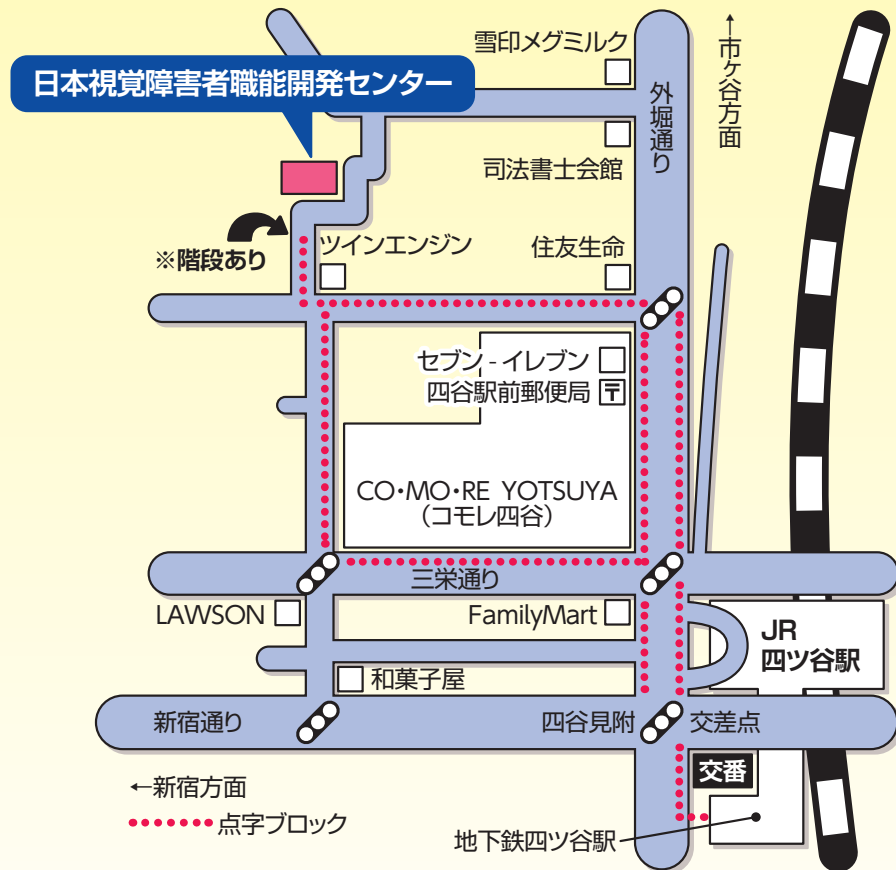 雪印メグミルク
↑市ヶ谷方面
日本視覚障害者職能開発センター
外堀通り
司法書士会館
※階段あり
ツインエンジン
住友生命
セブン-イレブン
四谷駅前郵便局 〒
CO・MO・RE YOTSUYA
（コモレ四谷）
三栄通り
LAWSON
FamilyMart
JR
四ツ谷駅
和菓子屋
新宿通り
四谷見附
交差点
交番
←新宿方面
点字ブロック
地下鉄四ツ谷駅